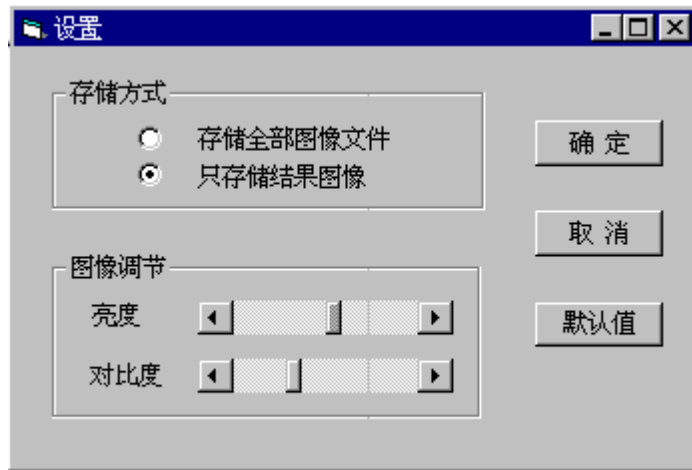 设置
存储方式
存储全部图像文件
只存储结果图像
确 定
取 消
图像调节
亮度
对比度
默认值